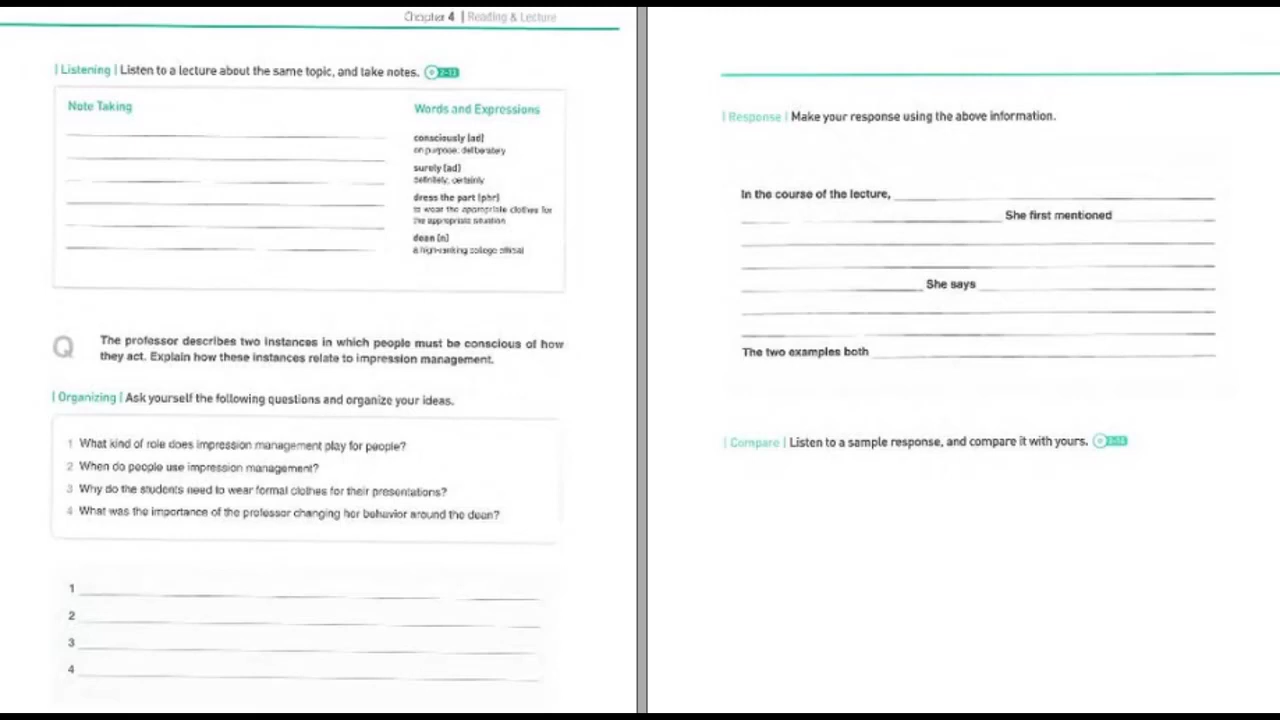 Chapter 4 | Reading & Lecture
| Listening | Listen to a lecture about the same topic, and take notes. 2-13
Note Taking
Words and Expressions
consciously [ad]
on purpose; deliberately
surely [ad]
definitely; certainly
dress the part [phr]
to wear the appropriate clothes for
the appropriate situation
dean [n]
a high-ranking college official
Q The professor describes two instances in which people must be conscious of how
they act. Explain how these instances relate to impression management.
| Organizing | Ask yourself the following questions and organize your ideas.
1 What kind of role does impression management play for people?
2 When do people use impression management?
3 Why do the students need to wear formal clothes for their presentations?
4 What was the importance of the professor changing her behavior around the dean?
1
2
3
4
| Response | Make your response using the above information.
In the course of the lecture,
She first mentioned
She says
The two examples both
| Compare | Listen to a sample response, and compare it with yours.